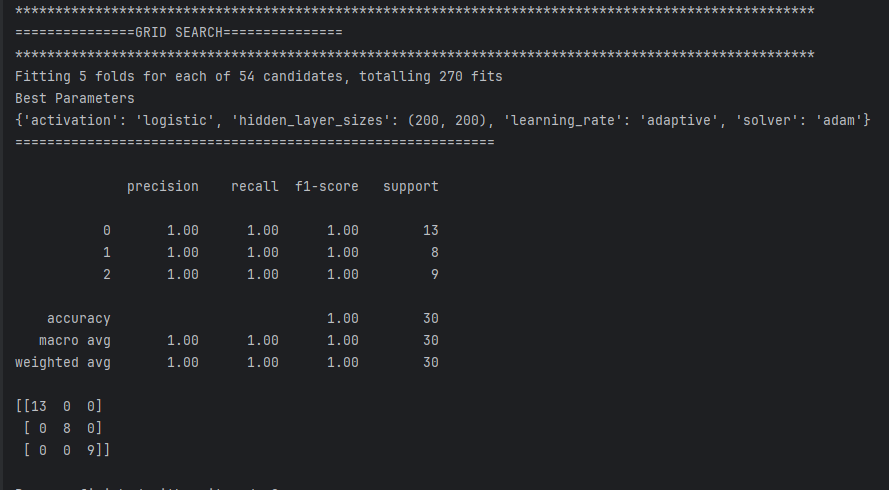 ****************************************************************************************************
===============GRID SEARCH===============
****************************************************************************************************
Fitting 5 folds for each of 54 candidates, totalling 270 fits
Best Parameters
{'activation': 'logistic', 'hidden_layer_sizes': (200, 200), 'learning_rate': 'adaptive', 'solver': 'adam'}
============================================================
precision recall f1-score support
0 1.00 1.00 1.00 13
1 1.00 1.00 1.00 8
2 1.00 1.00 1.00 9
accuracy 1.00 30
macro avg 1.00 1.00 1.00 30
weighted avg 1.00 1.00 1.00 30
[[13 0 0]
[ 0 8 0]
[ 0 0 9]]